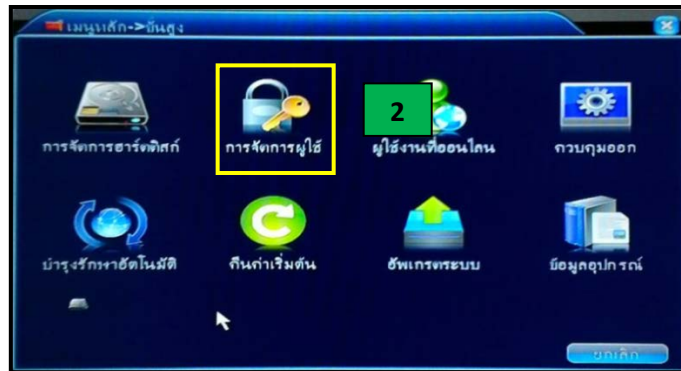 เมนูหลัก->ขั้นสูง
การจัดการฮาร์ดดิสก์
การจัดการผู้ใช้
2
ผู้ใช้งานที่ออนไลน
ควบคุมออก
บำรุงรักษาอัตโนมัติ
คืนค่าเริ่มต้น
อัพเกรดระบบ
ข้อมูลอุปกรณ์
ยกเลิก